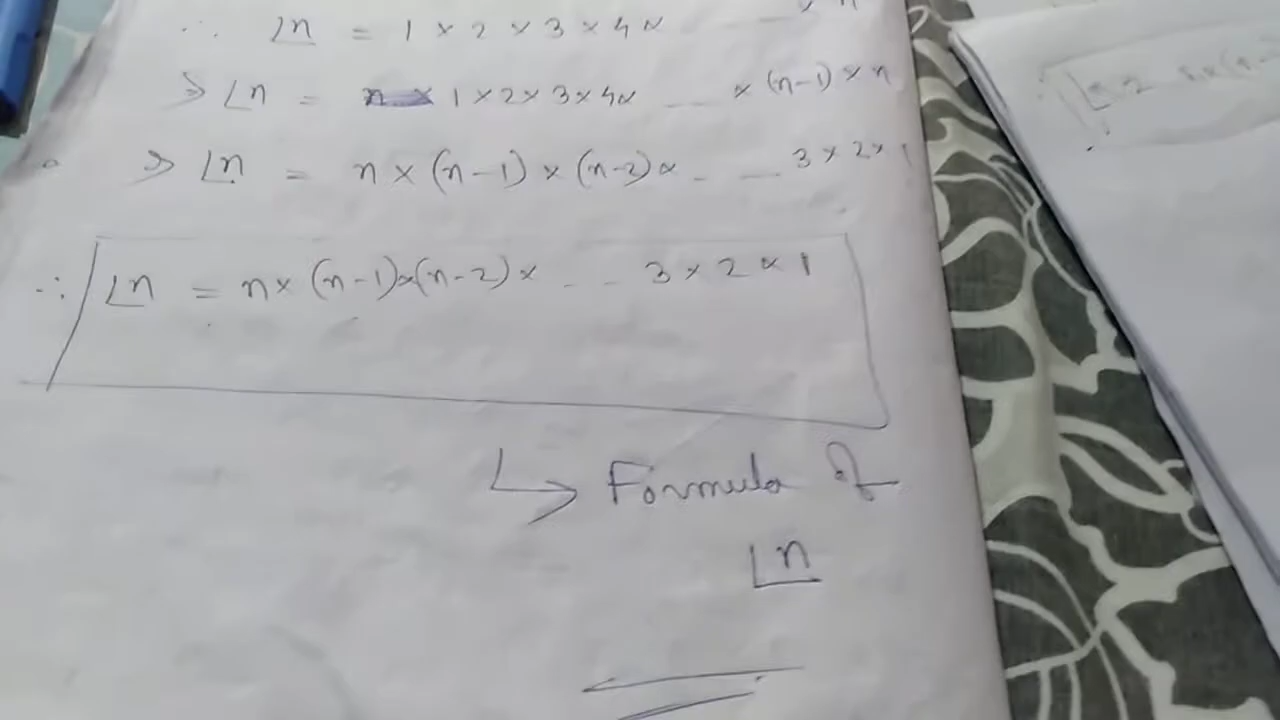 ∴ ∟n = 1 × 2 × 3 × 4 × × n
⇒ ∟n = 1 × 2 × 3 × 4 × _ _ × (n-1) × n
⇒ ∟n = n × (n-1) × (n-2) × _ _ 3 × 2 × 1
∴ ∟n = n × (n-1) × (n-2) × _ _ 3 × 2 × 1
↳ Formula of
∟n